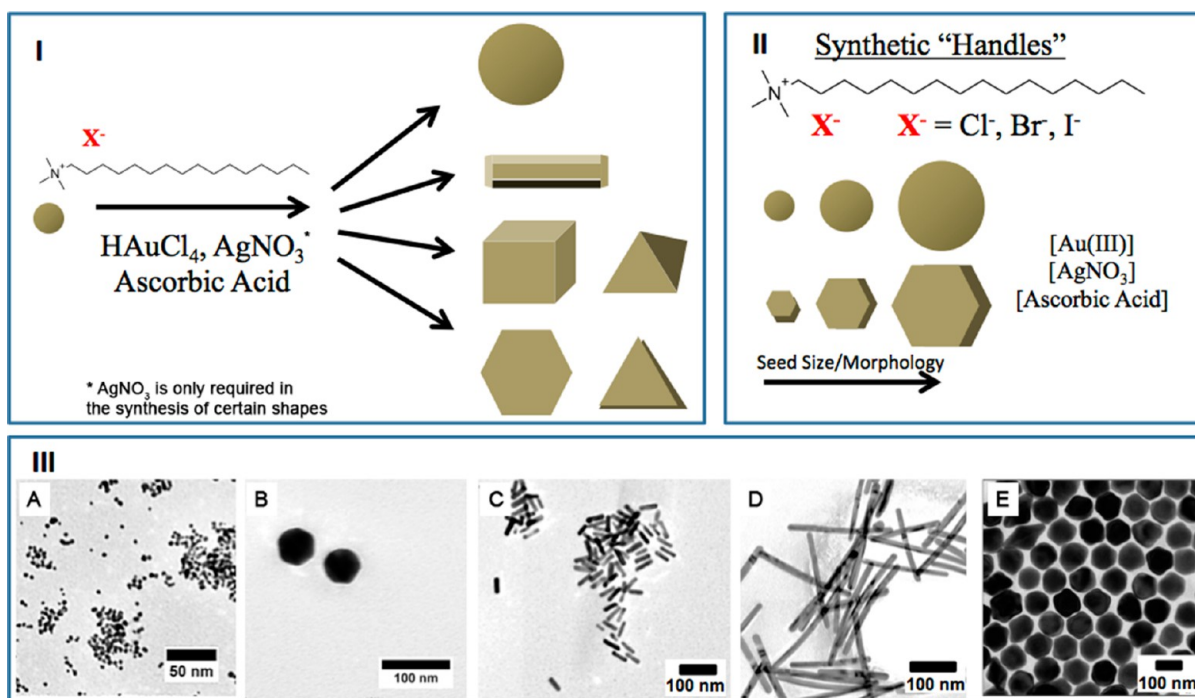 I
X⁻
N⁺
HAuCl₄, AgNO₃*
Ascorbic Acid
* AgNO₃ is only required in
the synthesis of certain shapes
II
Synthetic “Handles”
N⁺
X⁻ X⁻ = Cl⁻, Br⁻, I⁻
[Au(III)]
[AgNO₃]
[Ascorbic Acid]
Seed Size/Morphology
III
A
50 nm
B
100 nm
C
100 nm
D
100 nm
E
100 nm